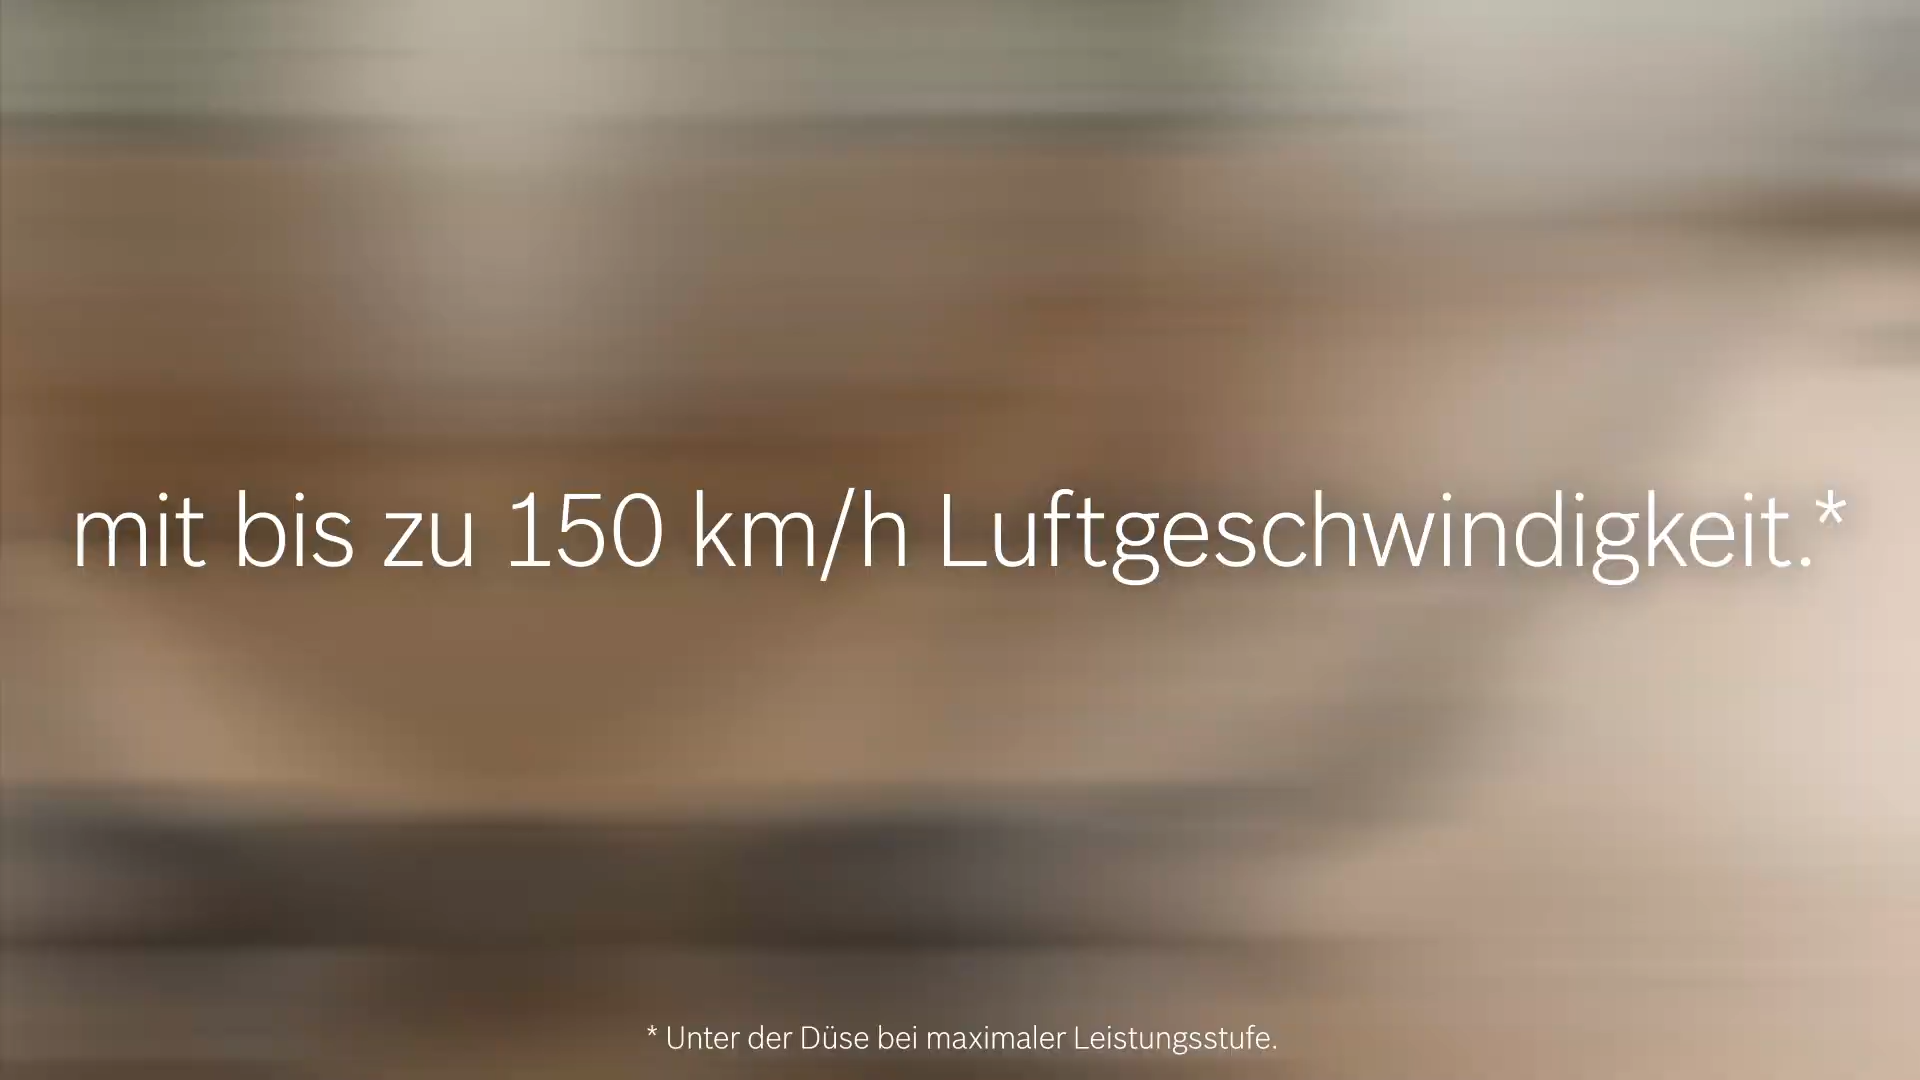 mit bis zu 150 km/h Luftgeschwindigkeit.*
* Unter der Düse bei maximaler Leistungsstufe.